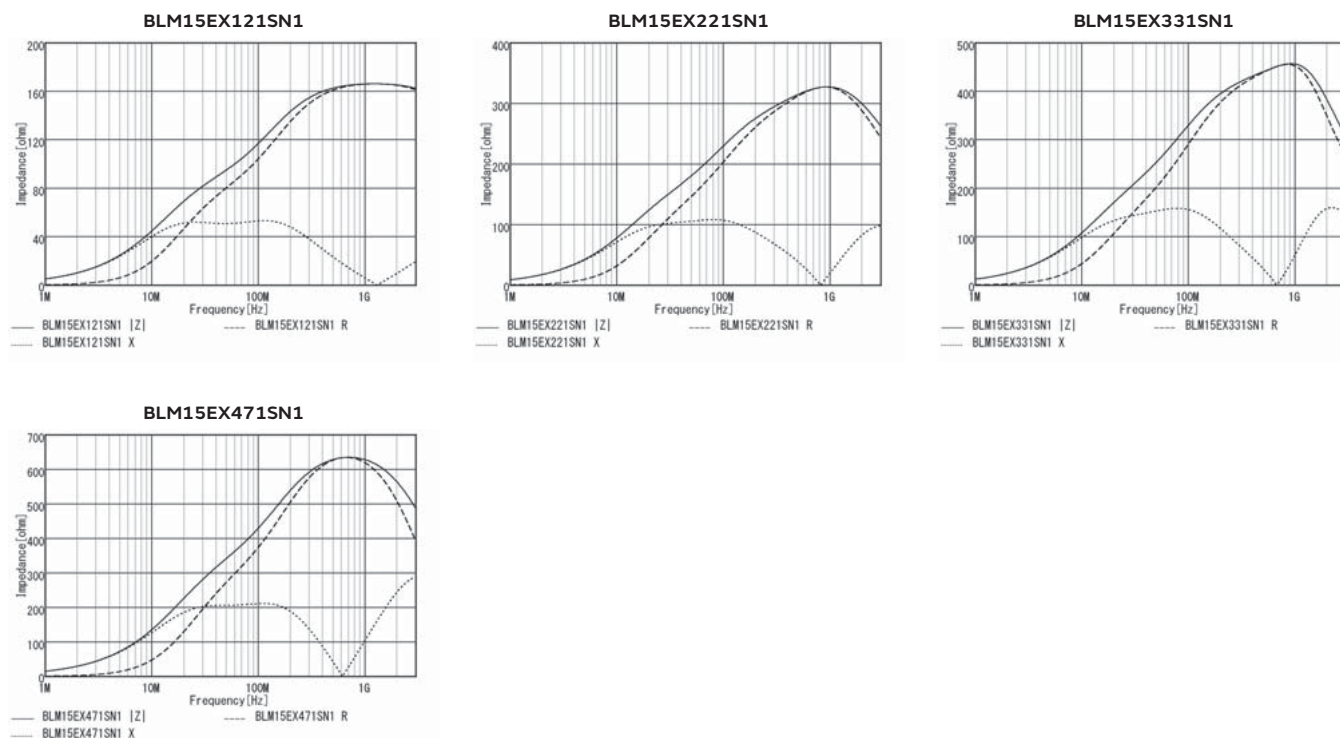 BLM15EX121SN1
200
160
120
80
40
0
Impedance[ohm]
1M 10M 100M 1G
Frequency[Hz]
BLM15EX121SN1 |Z| BLM15EX121SN1 R
BLM15EX121SN1 X
BLM15EX221SN1
400
300
200
100
0
Impedance[ohm]
1M 10M 100M 1G
Frequency[Hz]
BLM15EX221SN1 |Z| BLM15EX221SN1 R
BLM15EX221SN1 X
BLM15EX331SN1
500
400
300
200
100
0
Impedance[ohm]
1M 10M 100M 1G
Frequency[Hz]
BLM15EX331SN1 |Z| BLM15EX331SN1 R
BLM15EX331SN1 X
BLM15EX471SN1
700
600
500
400
300
200
100
0
Impedance[ohm]
1M 10M 100M 1G
Frequency[Hz]
BLM15EX471SN1 |Z| BLM15EX471SN1 R
BLM15EX471SN1 X